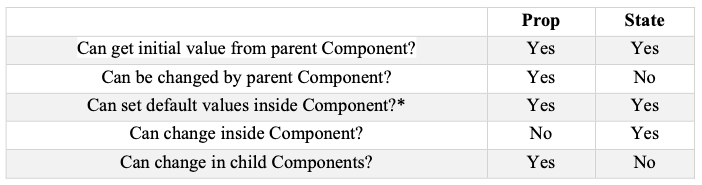 Prop State
Can get initial value from parent Component? Yes Yes
Can be changed by parent Component? Yes No
Can set default values inside Component?* Yes Yes
Can change inside Component? No Yes
Can change in child Components? Yes No